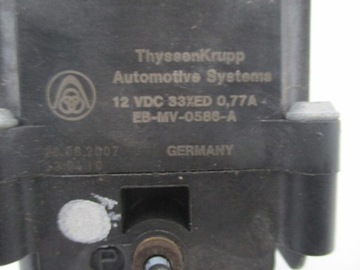 ThyssenKrupp
Automotive Systems
12 VDC 33%ED 0,77A
EB-MV-0586-A
GERMANY
P